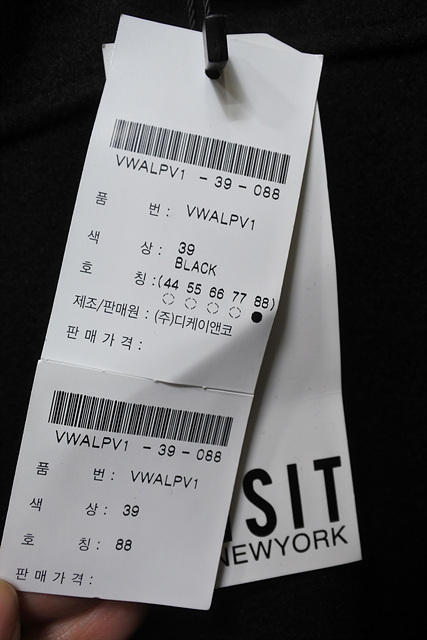 VWALPV1 - 39 - 088
품 번 : VWALPV1
색 상 : 39
BLACK
호 칭 : (44 55 66 77 88)
제조/판매원 : (주)디케이앤코
판 매 가 격 :
VWALPV1 - 39 - 088
품 번 : VWALPV1
색 상 : 39
호 칭 : 88
판 매 가 격 :
SIT
NEWYORK